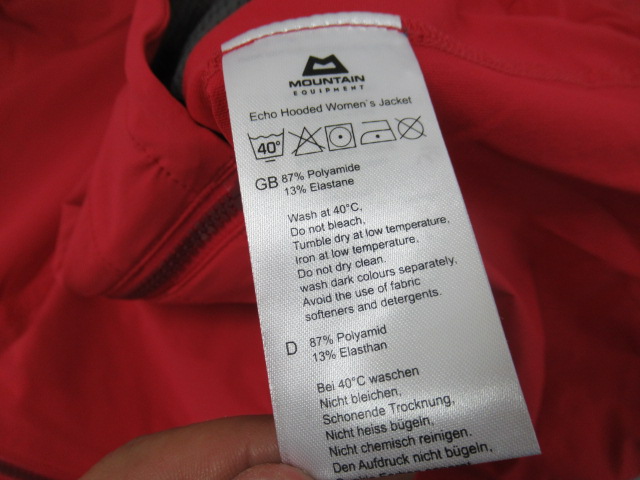 MOUNTAIN
EQUIPMENT
Echo Hooded Women's Jacket
40°
GB 87% Polyamide
13% Elastane
Wash at 40°C,
Do not bleach,
Tumble dry at low temperature,
Iron at low temperature,
Do not dry clean.
wash dark colours separately.
Avoid the use of fabric
softeners and detergents.
D 87% Polyamid
13% Elasthan
Bei 40°C waschen
Nicht bleichen,
Schonende Trocknung,
Nicht heiss bügeln,
Nicht chemisch reinigen.
Den Aufdruck nicht bügeln,